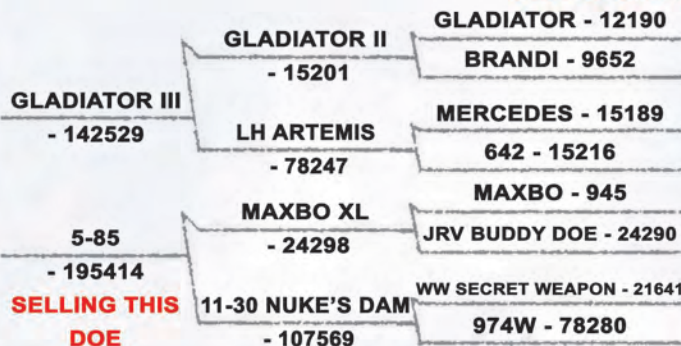 GLADIATOR III
- 142529
5-85
- 195414
SELLING THIS
DOE
GLADIATOR II
- 15201
LH ARTEMIS
- 78247
MAXBO XL
- 24298
11-30 NUKE'S DAM
- 107569
GLADIATOR - 12190
BRANDI - 9652
MERCEDES - 15189
642 - 15216
MAXBO - 945
JRV BUDDY DOE - 24290
WW SECRET WEAPON - 21641
974W - 78280